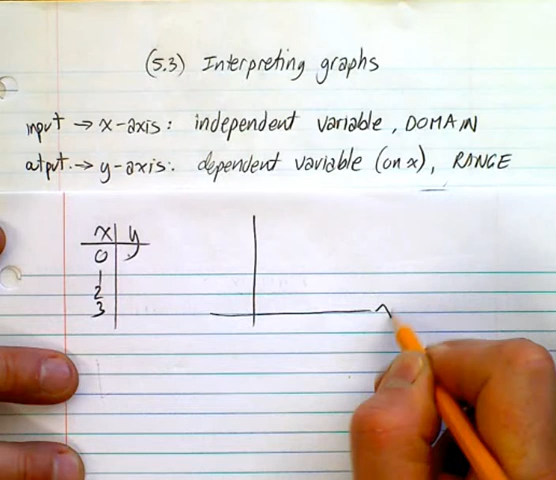 (5.3) Interpreting graphs
input → x-axis: independent variable, DOMAIN
output → y-axis: dependent variable (on x), RANGE
x y
0
1
2
3